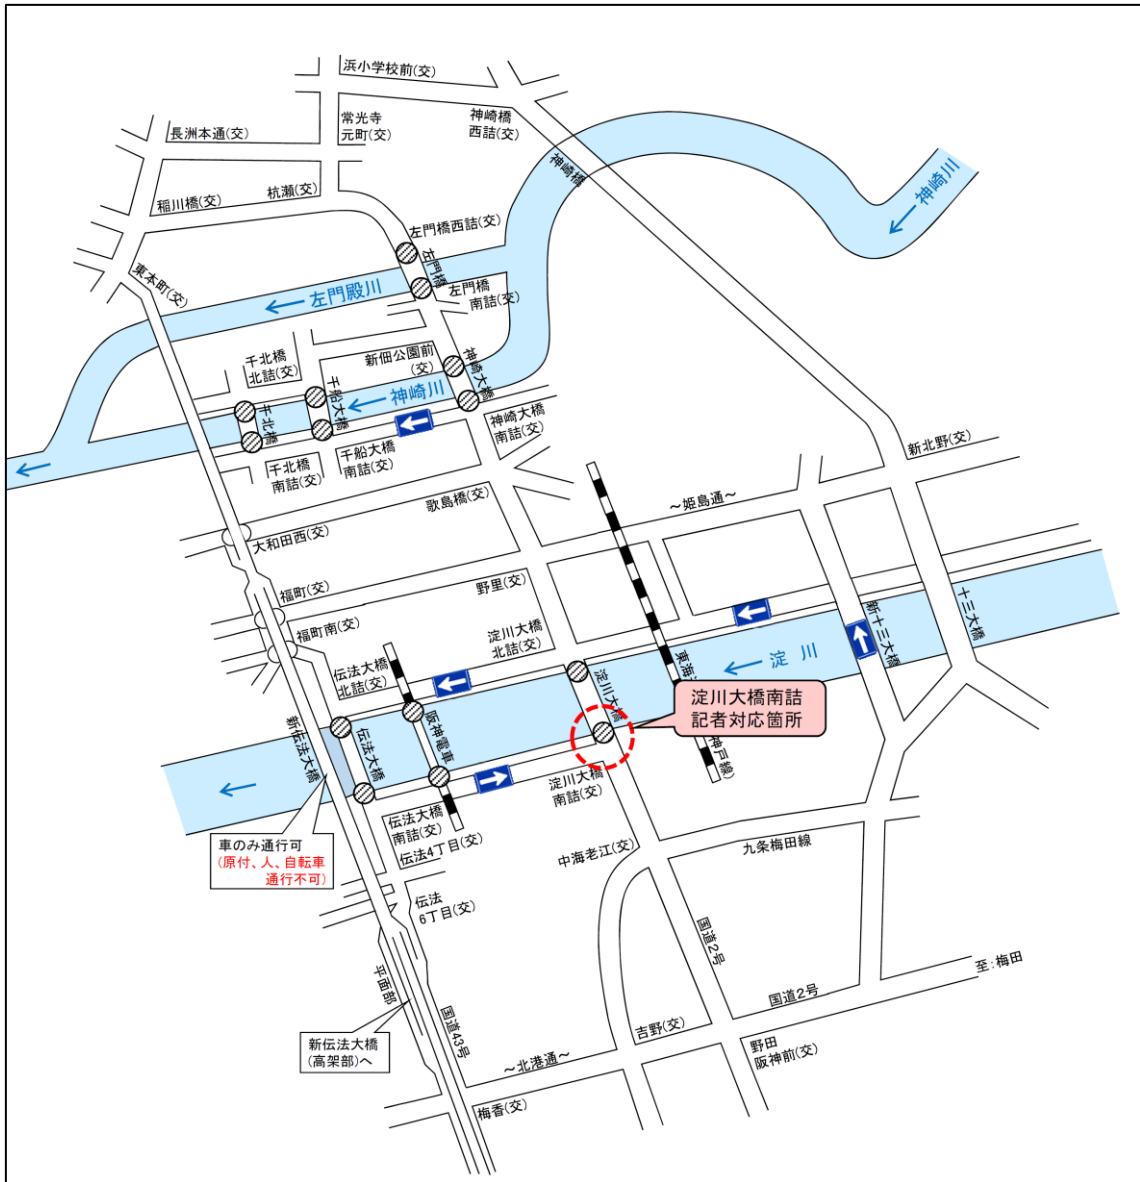 浜小学校前(交)
常光寺
元町(交)
神崎橋
西詰(交)
長洲本通(交)
神崎橋
神崎川
稲川橋(交)
杭瀬(交)
左門橋西詰(交)
左門橋
東本町(交)
左門殿川
左門橋
南詰(交)
千北橋
北詰(交)
新佃公園前
(交)
神崎大橋
千船大橋
神崎川
千北橋
神崎大橋
南詰(交)
千北橋
南詰(交)
千船大橋
南詰(交)
新北野(交)
歌島橋(交)
～姫島通～
大和田西(交)
福町(交)
野里(交)
福町南(交)
淀川大橋
北詰(交)
十三大橋
新十三大橋
伝法大橋
北詰(交)
淀川
東海道
神戸線)
淀川大橋
淀川大橋南詰
記者対応箇所
阪神電車
新伝法大橋
伝法大橋
淀川大橋
南詰(交)
伝法大橋
南詰(交)
車のみ通行可
(原付、人、自転車
通行不可)
伝法4丁目(交)
中海老江(交)
九条梅田線
伝法
6丁目(交)
国道2号
平面部
国道43号
至:梅田
国道2号
新伝法大橋
(高架部)へ
吉野(交)
野田
阪神前(交)
～北港通～
梅香(交)